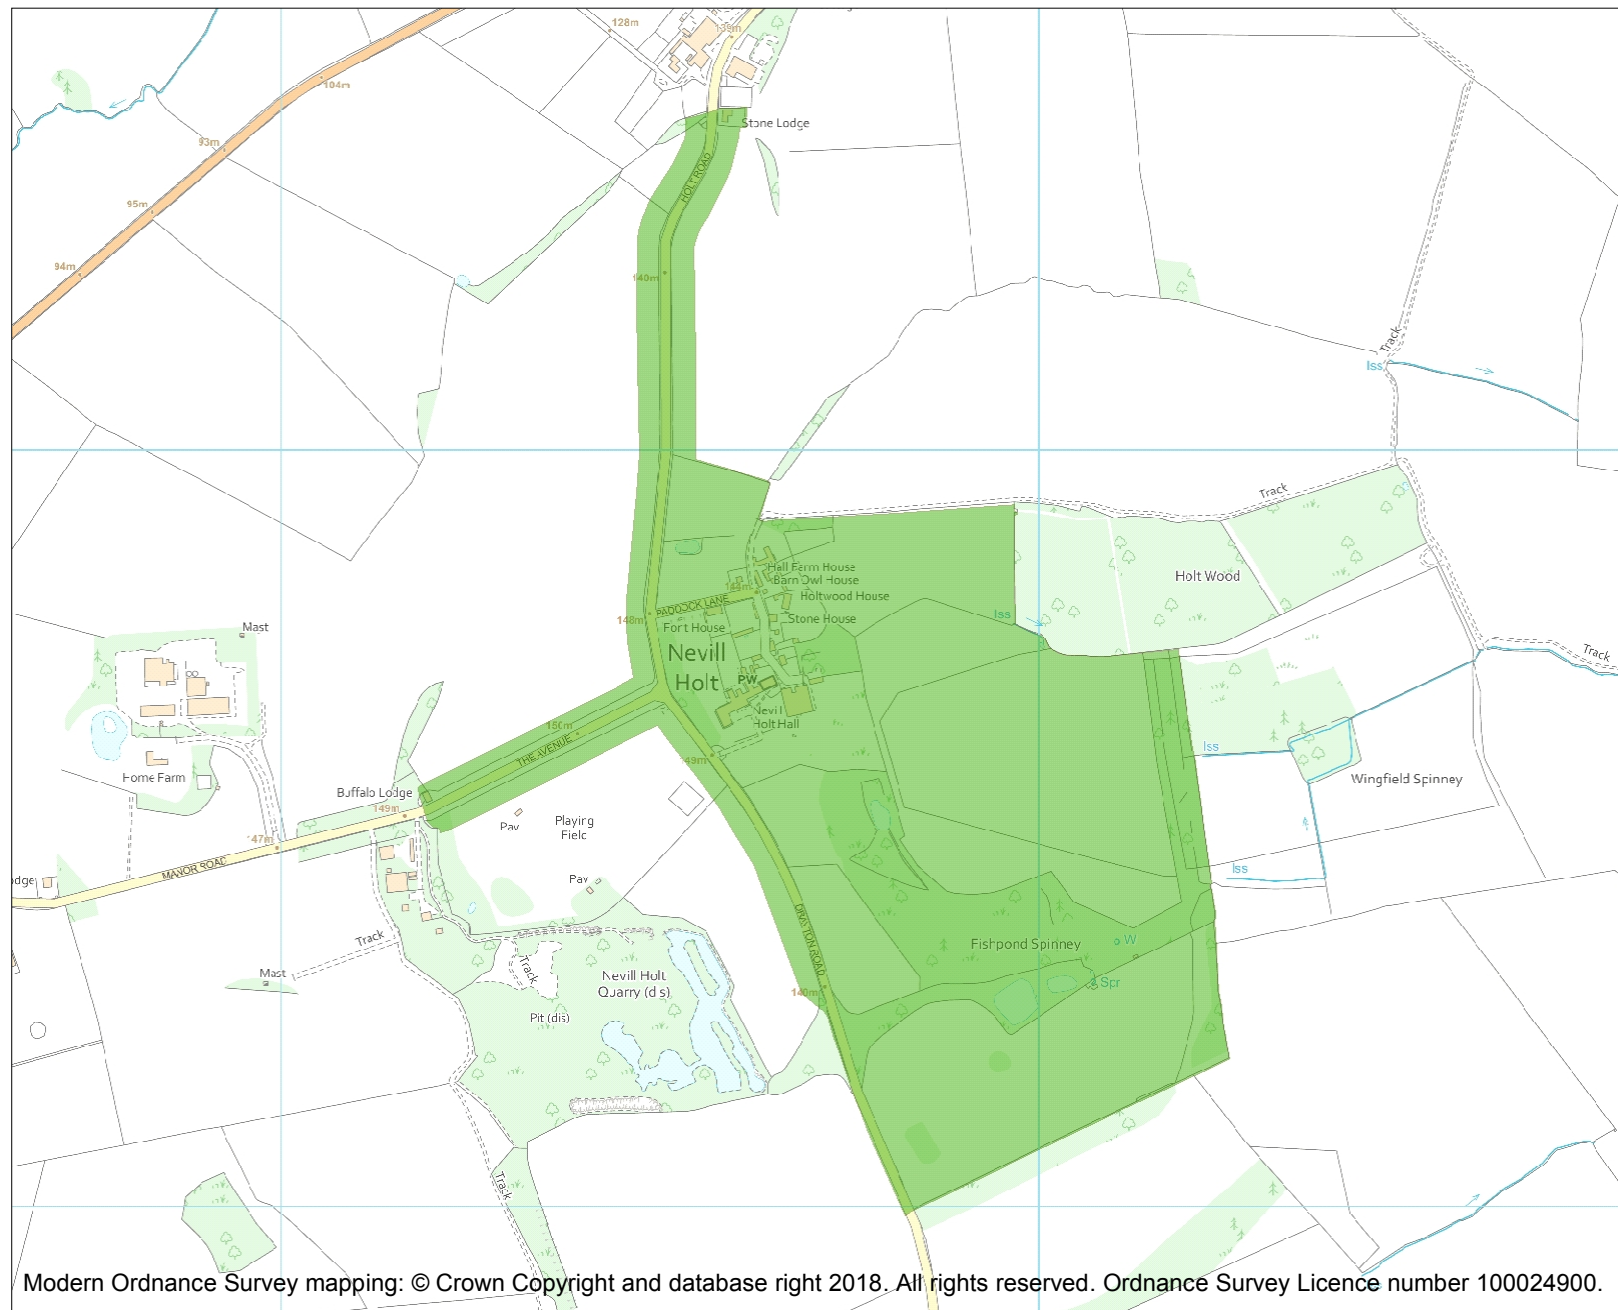 128m
139m
104m
Stone Lodge
93m
HOLT ROAD
95m
94m
140m
Track
Iss
Track
Hall Farm House
Barn Owl House
Holt Wood
PADDOCK LANE
Holtwood House
148m
Iss
Stone House
Fort House
Mast
Nevill
Holt
PW
Track
Nevill
Holt Hall
150m
THE AVENUE
Iss
149m
Home Farm
Wingfield Spinney
Buffalo Lodge
149m
Playing
Field
Pav
147m
MANOR ROAD
Iss
Pav
DRAYTON ROAD
Track
Fishpond Spinney
W
Mast
Track
Nevill Holt
Quarry (dis)
140m
Spr
Pit (dis)
Track
Modern Ordnance Survey mapping: © Crown Copyright and database right 2018. All rights reserved. Ordnance Survey Licence number 100024900.